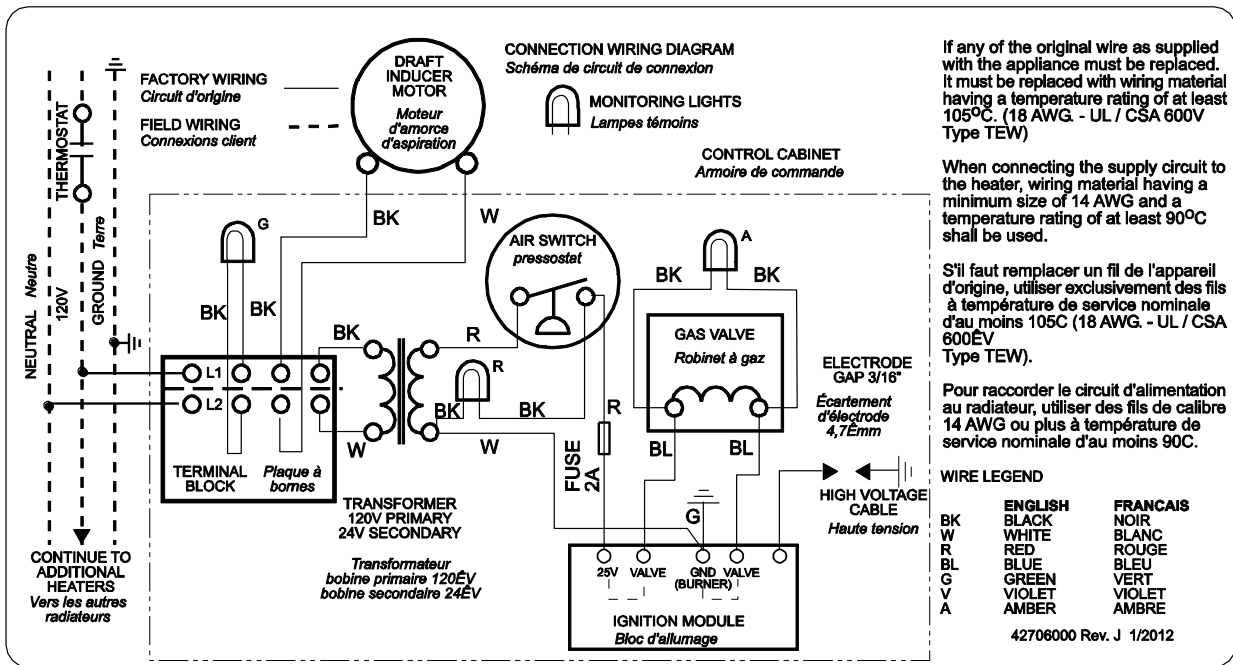 CONNECTION WIRING DIAGRAM
Schéma de circuit de connexion
FACTORY WIRING
Circuit d'origine
FIELD WIRING
Connexions client
DRAFT
INDUCER
MOTOR
Moteur
d'amorce
d'aspiration
MONITORING LIGHTS
Lampes témoins
CONTROL CABINET
Armoire de commande
THERMOSTAT
NEUTRAL Neutre
120V
GROUND Terre
BK
W
G
BK
BK
AIR SWITCH
pressostat
A
BK
BK
GAS VALVE
Robinet à gaz
BK
R
R
BK
BK
W
W
L1
L2
TERMINAL
BLOCK
Plaque à
bornes
TRANSFORMER
120V PRIMARY
24V SECONDARY
Transformateur
bobine primaire 120ÊV
bobine secondaire 24ÊV
R
FUSE
2A
BL
BL
G
ELECTRODE
GAP 3/16"
Écartement
d'électrode
4,7Êmm
HIGH VOLTAGE
CABLE
Haute tension
25V
VALVE
GND
(BURNER)
VALVE
IGNITION MODULE
Bloc d'allumage
CONTINUE TO
ADDITIONAL
HEATERS
Vers les autres
radiateurs
If any of the original wire as supplied
with the appliance must be replaced.
It must be replaced with wiring material
having a temperature rating of at least
105ºC. (18 AWG. - UL / CSA 600V
Type TEW)
When connecting the supply circuit to
the heater, wiring material having a
minimum size of 14 AWG and a
temperature rating of at least 90ºC
shall be used.
S'il faut remplacer un fil de l'appareil
d'origine, utiliser exclusivement des fils
à température de service nominale
d'au moins 105C (18 AWG. - UL / CSA
600ÊV
Type TEW).
Pour raccorder le circuit d'alimentation
au radiateur, utiliser des fils de calibre
14 AWG ou plus à température de
service nominale d'au moins 90C.
WIRE LEGEND
ENGLISH FRANCAIS
BK BLACK NOIR
W WHITE BLANC
R RED ROUGE
BL BLUE BLEU
G GREEN VERT
V VIOLET VIOLET
A AMBER AMBRE
42706000 Rev. J 1/2012